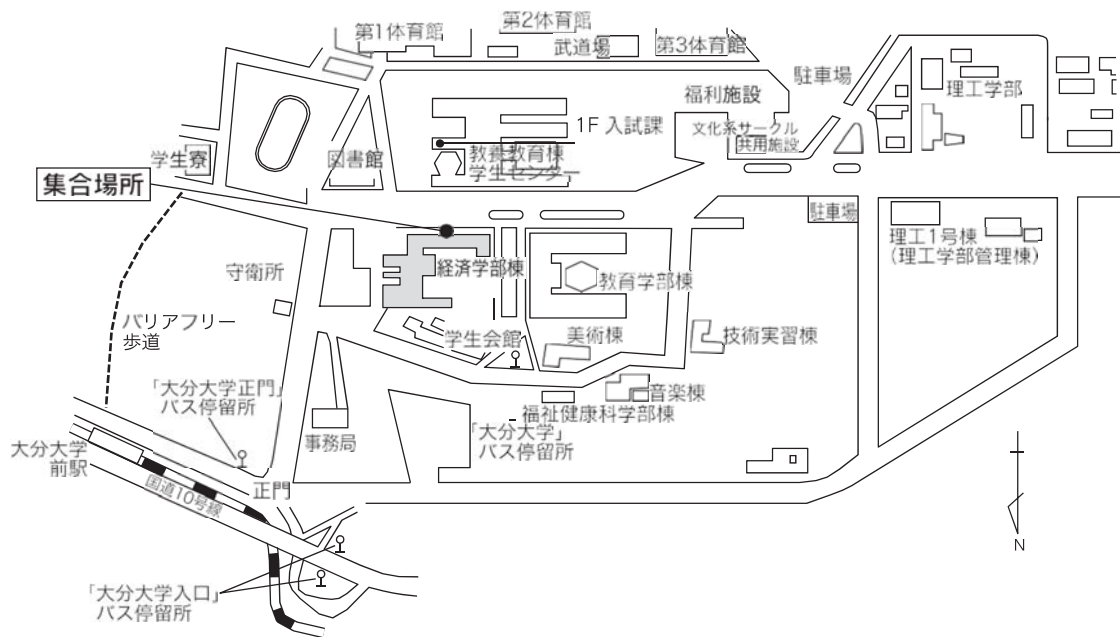 第1体育館
第2体育館
武道場
第3体育館
駐車場
理工学部
福利施設
1F 入試課
文化系サークル
共用施設
教養教育棟
学生センター
図書館
学生寮
集合場所
駐車場
理工1号棟
(理工学部管理棟)
守衛所
経済学部棟
教育学部棟
バリアフリー
歩道
学生会館
美術棟
技術実習棟
「大分大学正門」
バス停留所
音楽棟
福祉健康科学部棟
事務局
「大分大学」
バス停留所
大分大学
前駅
国道10号線
正門
N
「大分大学入口」
バス停留所